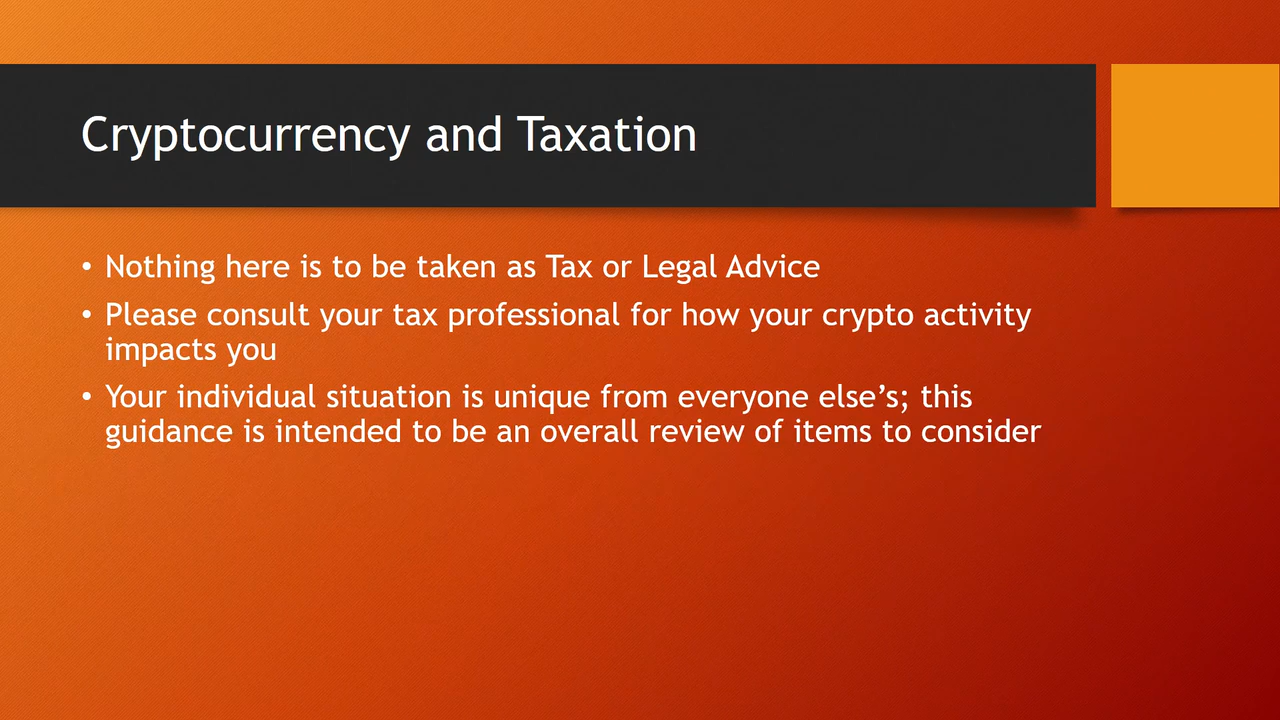 Cryptocurrency and Taxation
• Nothing here is to be taken as Tax or Legal Advice
• Please consult your tax professional for how your crypto activity
impacts you
• Your individual situation is unique from everyone else’s; this
guidance is intended to be an overall review of items to consider